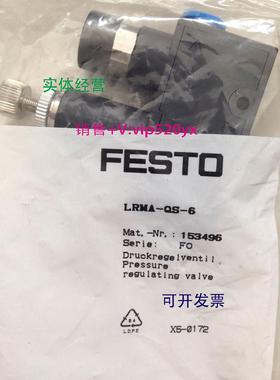 实体经营
销售+V:vip520yx
FESTO
LRMA-QS-6
Mat.-Nr.: 153496
Serie: FO
Druckregelventil
Pressure
regulating valve
可开发票
04
LDPE
X5-0172